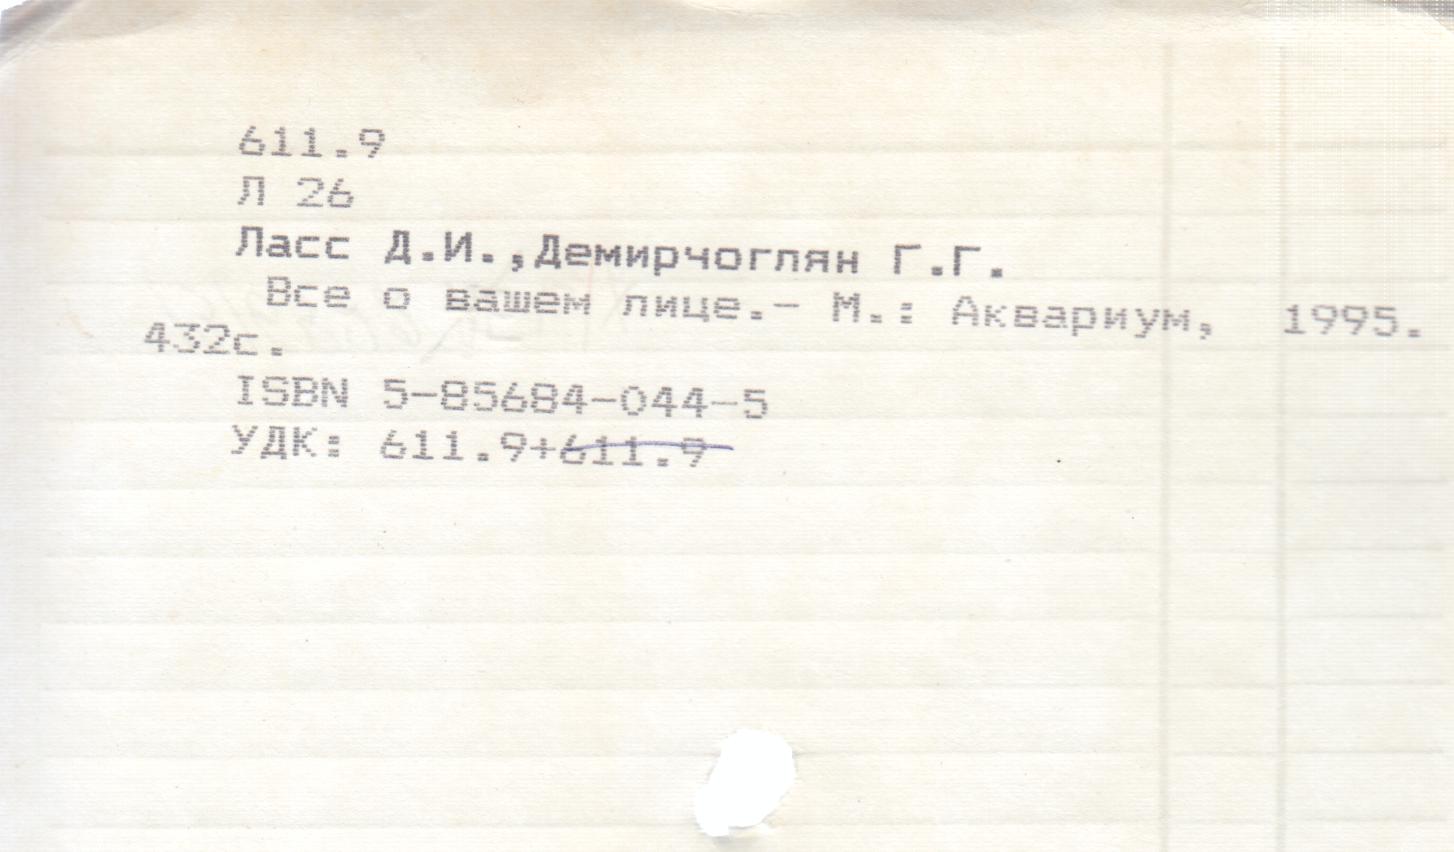 611.9
Л 26
Ласс Д.И.,Демирчоглян Г.Г.
Все о вашем лице.- М.: Аквариум, 1995.
432с.
ISBN 5-85684-044-5
УДК: 611.9+611.9